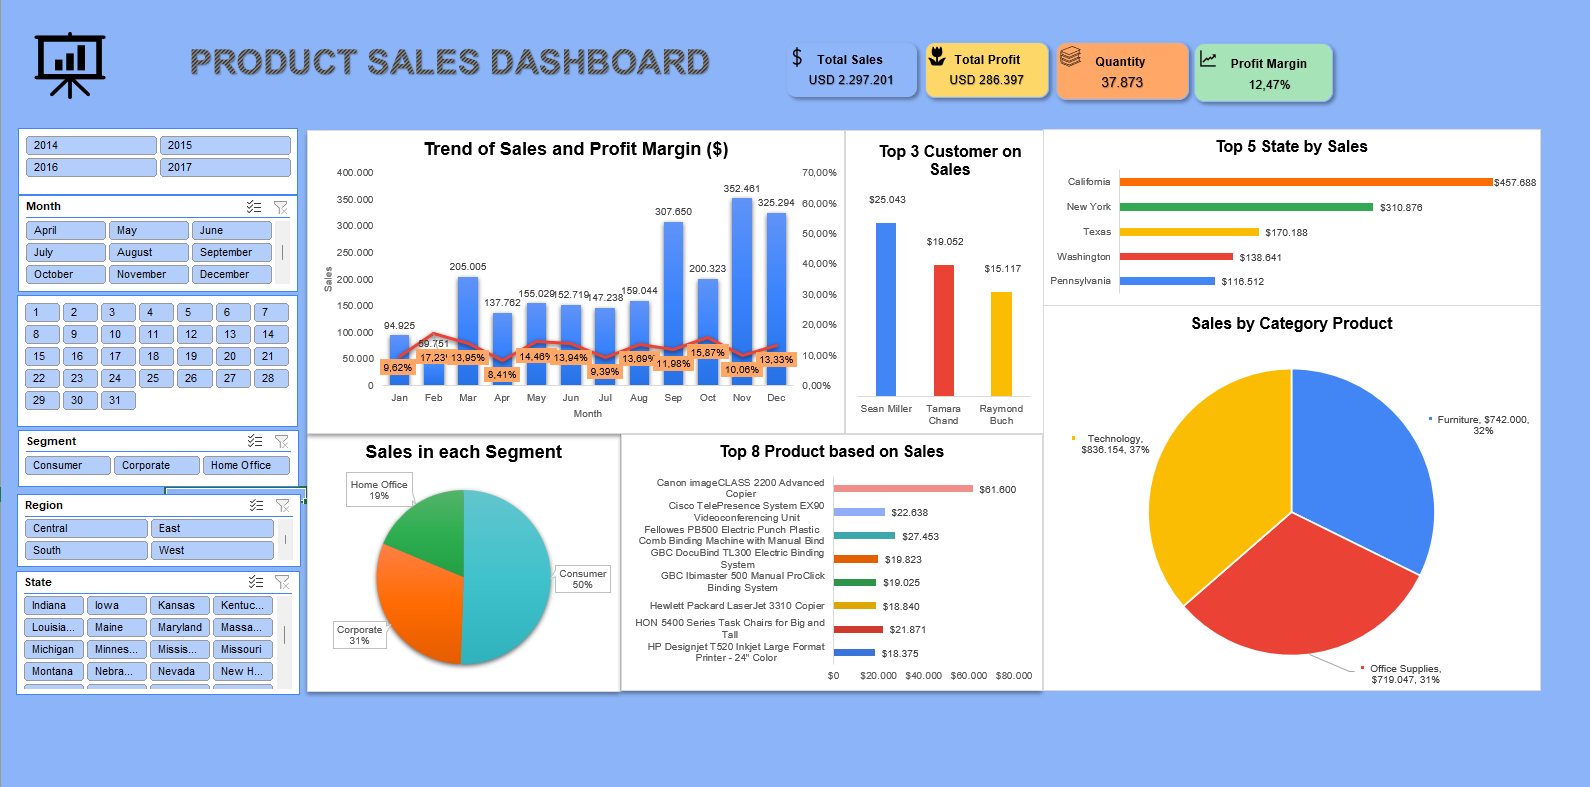 PRODUCT SALES DASHBOARD
$ Total Sales
USD 2.297.201
Total Profit
USD 286.397
Quantity
37.873
Profit Margin
12,47%
2014 2015
2016 2017
Month
April May June
July August September
October November December
1 2 3 4 5 6 7
8 9 10 11 12 13 14
15 16 17 18 19 20 21
22 23 24 25 26 27 28
29 30 31
Segment
Consumer Corporate Home Office
Region
Central East
South West
State
Indiana Iowa Kansas Kentuc...
Louisia... Maine Maryland Massa...
Michigan Minnes... Missis... Missouri
Montana Nebra... Nevada New H...
Trend of Sales and Profit Margin ($)
400.000
350.000
300.000
250.000
200.000
150.000
100.000
50.000
0
Sales
70,00%
60,00%
50,00%
40,00%
30,00%
20,00%
10,00%
0,00%
94.925
59.751
205.005
137.762
155.029
152.719
147.238
159.044
307.650
200.323
352.461
325.294
9,62%
17,23%
13,95%
8,41%
14,46%
13,94%
9,39%
13,69%
11,98%
15,87%
10,06%
13,33%
Jan Feb Mar Apr May Jun Jul Aug Sep Oct Nov Dec
Month
Top 3 Customer on
Sales
$25.043
$19.052
$15.117
Sean Miller
Tamara
Chand
Raymond
Buch
Top 5 State by Sales
California $457.688
New York $310.876
Texas $170.188
Washington $138.641
Pennsylvania $116.512
Sales in each Segment
Home Office
19%
Consumer
50%
Corporate
31%
Top 8 Product based on Sales
Canon imageCLASS 2200 Advanced
Copier
$61.600
Cisco TelePresence System EX90
Videoconferencing Unit
$22.638
Fellowes PB500 Electric Punch Plastic
Comb Binding Machine with Manual Bind
$27.453
GBC DocuBind TL300 Electric Binding
System
$19.823
GBC Ibimaster 500 Manual ProClick
Binding System
$19.025
Hewlett Packard LaserJet 3310 Copier
$18.840
HON 5400 Series Task Chairs for Big and
Tall
$21.871
HP Designjet T520 Inkjet Large Format
Printer - 24" Color
$18.375
$0 $20.000 $40.000 $60.000 $80.000
Sales by Category Product
Furniture, $742.000,
32%
Technology,
$836.154, 37%
Office Supplies,
$719.047, 31%